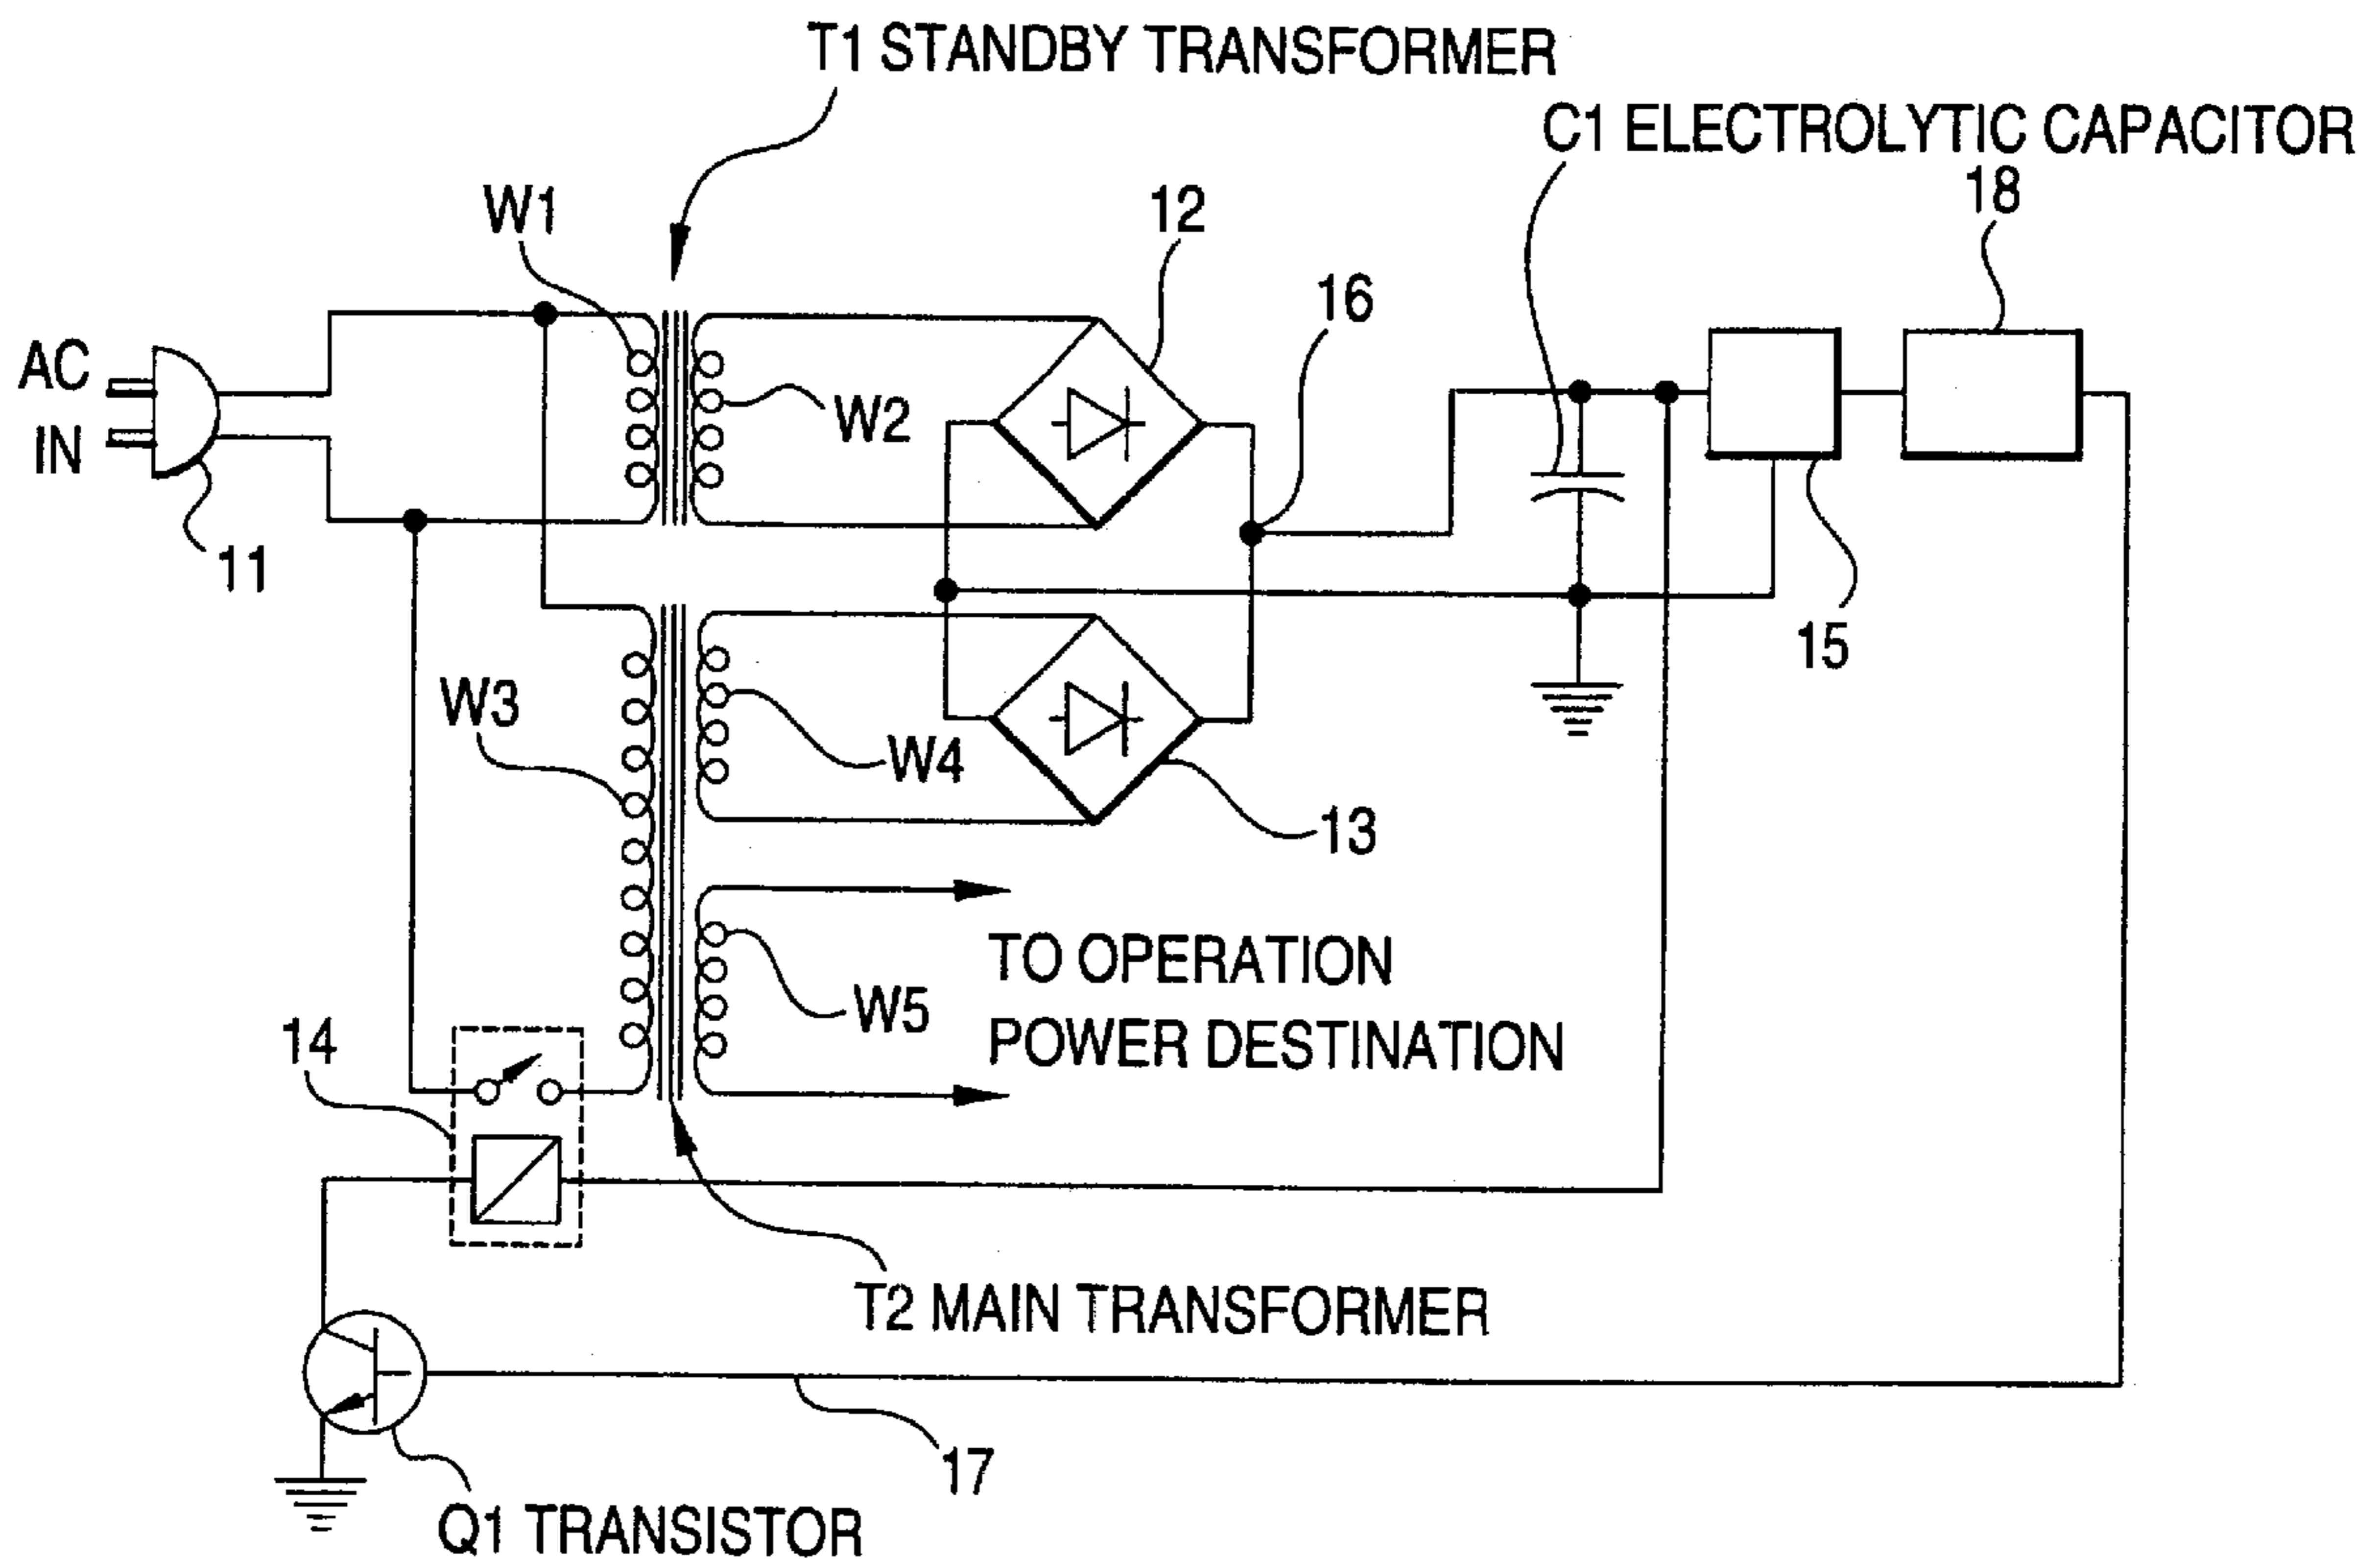 T1 STANDBY TRANSFORMER
C1 ELECTROLYTIC CAPACITOR
18
W1
12
16
AC
IN
W2
11
15
W3
W4
13
TO OPERATION
POWER DESTINATION
W5
14
T2 MAIN TRANSFORMER
17
Q1 TRANSISTOR